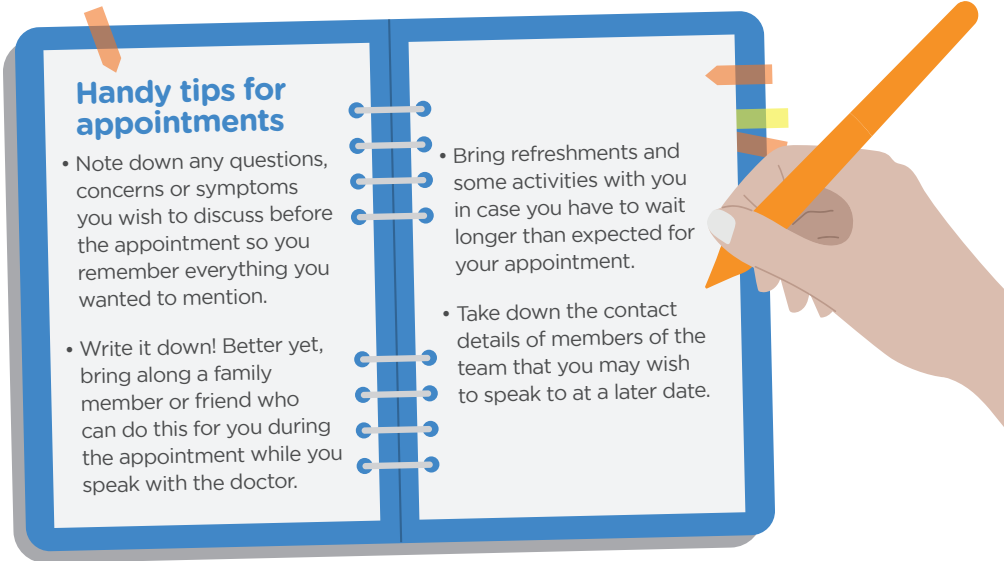 Handy tips for
appointments
• Note down any questions,
concerns or symptoms
you wish to discuss before
the appointment so you
remember everything you
wanted to mention.
• Write it down! Better yet,
bring along a family
member or friend who
can do this for you during
the appointment while you
speak with the doctor.
• Bring refreshments and
some activities with you
in case you have to wait
longer than expected for
your appointment.
• Take down the contact
details of members of the
team that you may wish
to speak to at a later date.